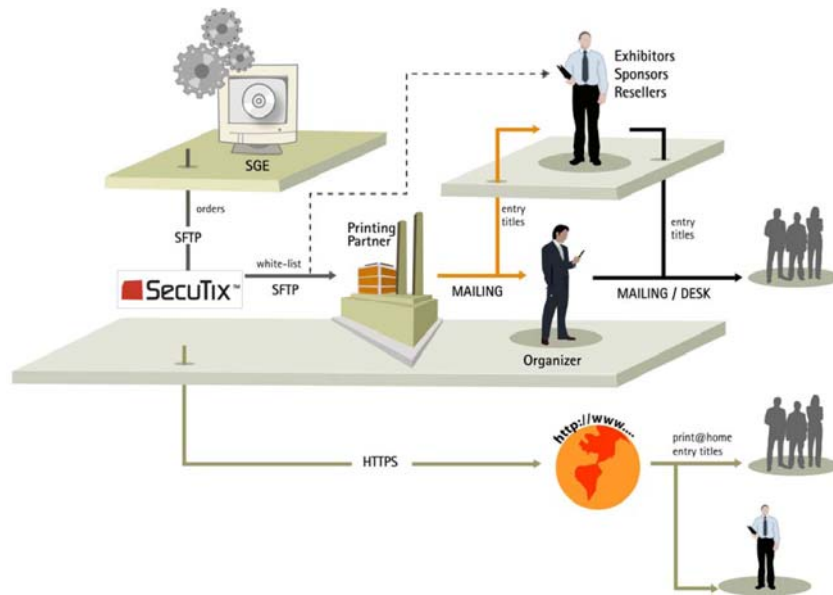 Exhibitors
Sponsors
Resellers
SGE
orders
SFTP
Printing
Partner
entry
titles
entry
titles
SECUTIX™
white-list
SFTP
MAILING
MAILING / DESK
Organizer
http://www....
print@home
entry titles
HTTPS